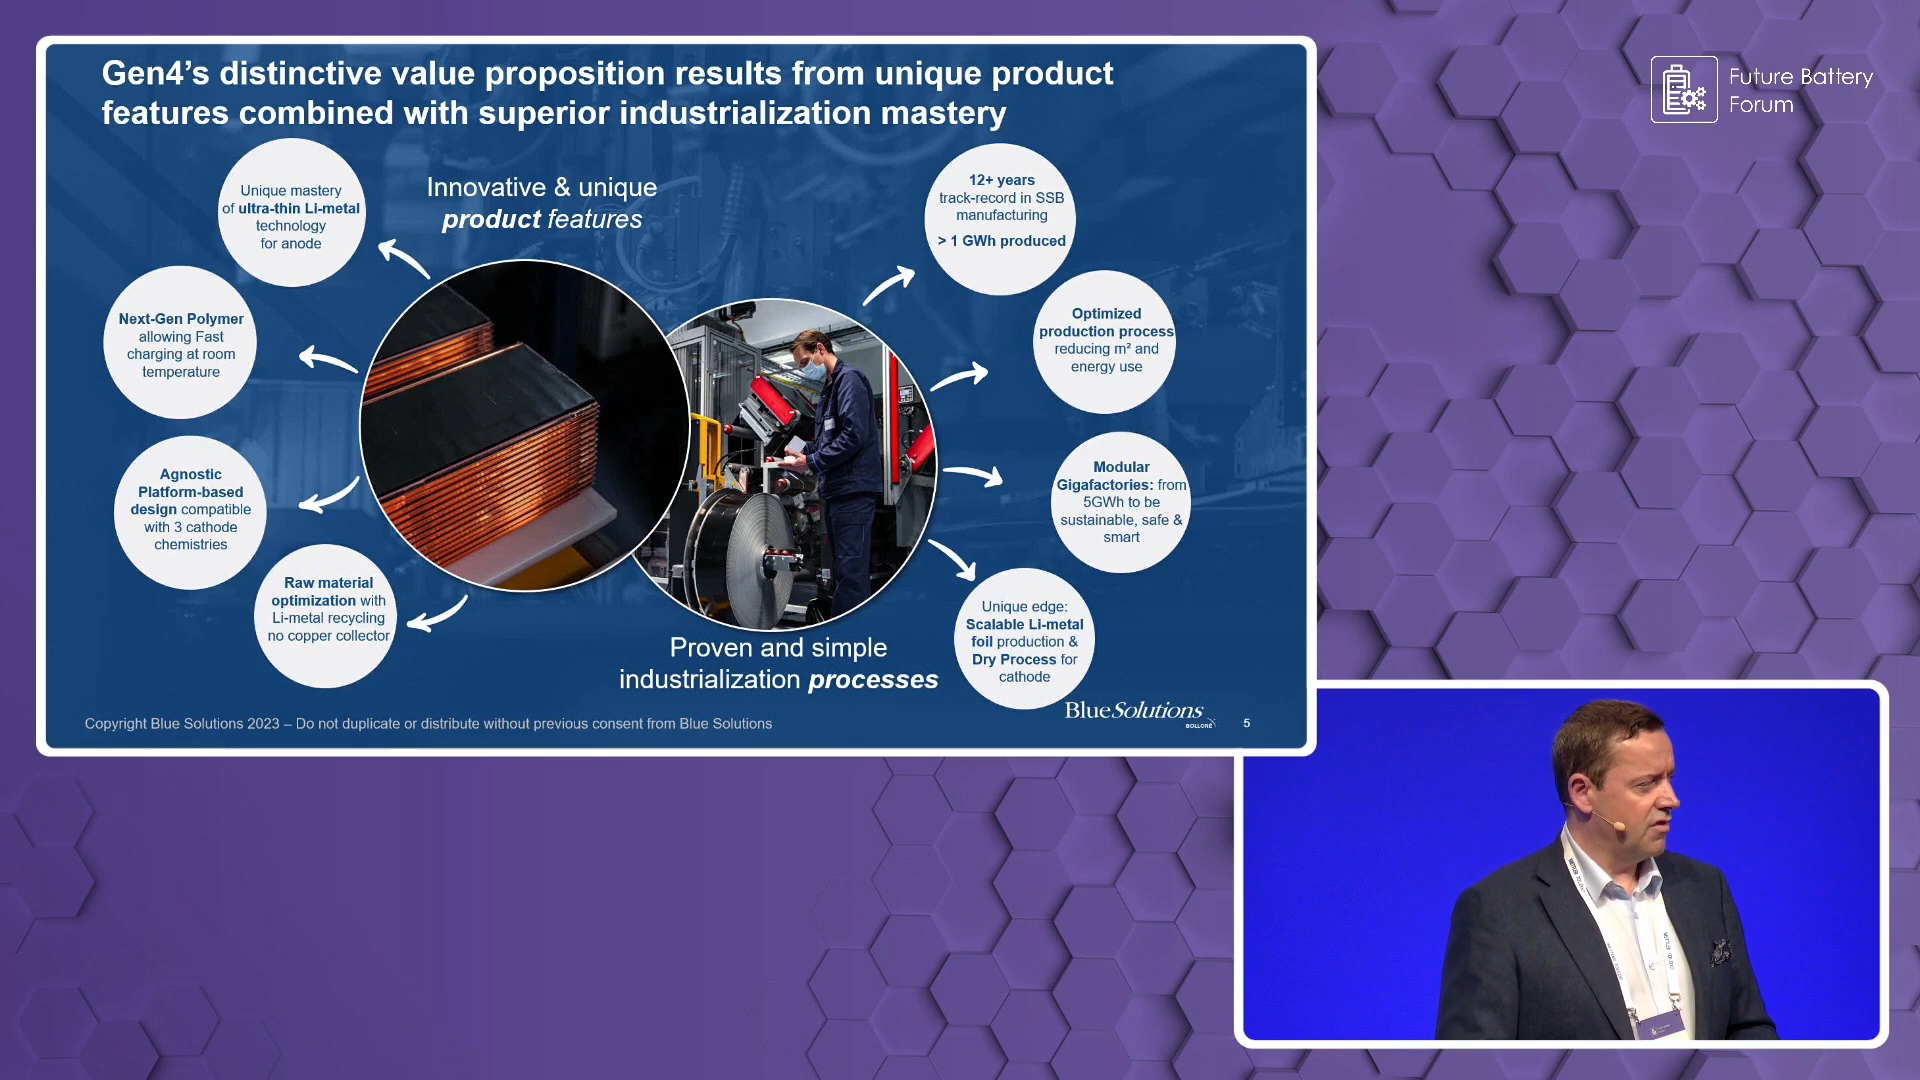 Gen4’s distinctive value proposition results from unique product
features combined with superior industrialization mastery
Future Battery
Forum
Unique mastery
of ultra-thin Li-metal
technology
for anode
Innovative & unique
product features
12+ years
track-record in SSB
manufacturing
> 1 GWh produced
Next-Gen Polymer
allowing Fast
charging at room
temperature
Optimized
production process
reducing m² and
energy use
Agnostic
Platform-based
design compatible
with 3 cathode
chemistries
Modular
Gigafactories: from
5GWh to be
sustainable, safe &
smart
Raw material
optimization with
Li-metal recycling
no copper collector
Unique edge:
Scalable Li-metal
foil production &
Dry Process for
cathode
Proven and simple
industrialization processes
BlueSolutions
BOLLORÉ
Copyright Blue Solutions 2023 – Do not duplicate or distribute without previous consent from Blue Solutions
5
METTLER TOLEDO